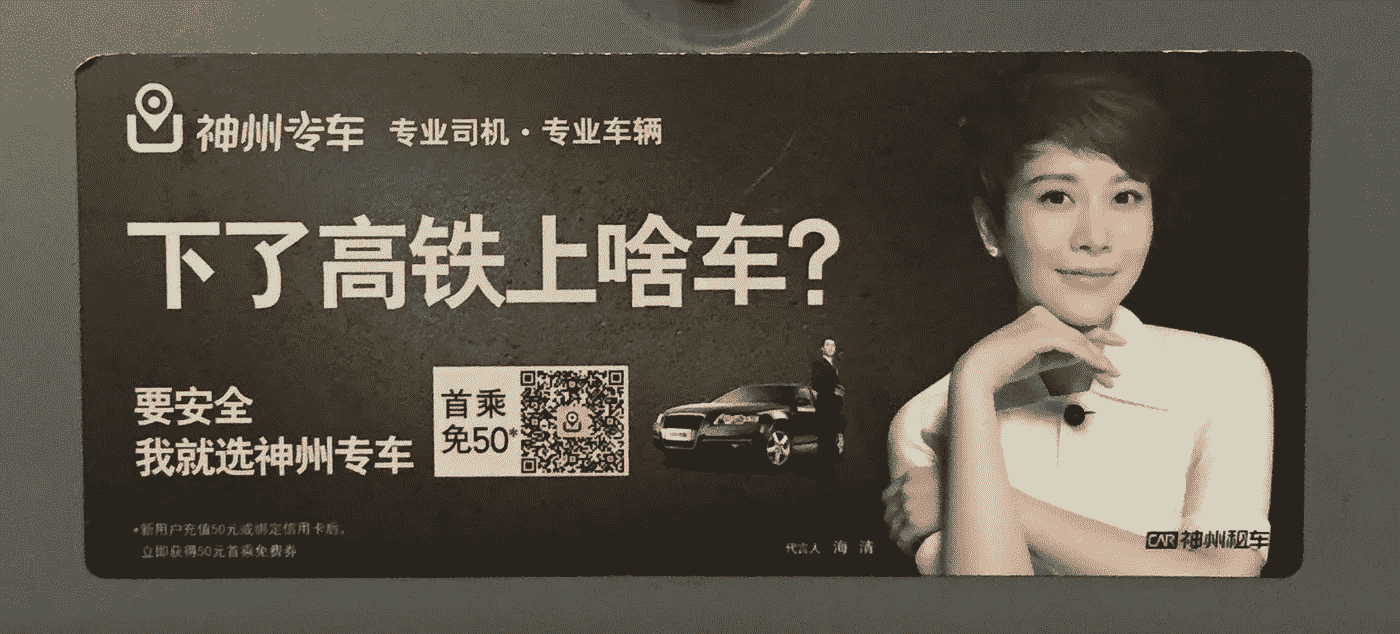 神州专车 专业司机·专业车辆
下了高铁上啥车?
要安全
我就选神州专车
首乘
免50*
*新用户充值50元或绑定信用卡后,
立即获得50元首乘免费券
代言人 海 清
CAR 神州租车